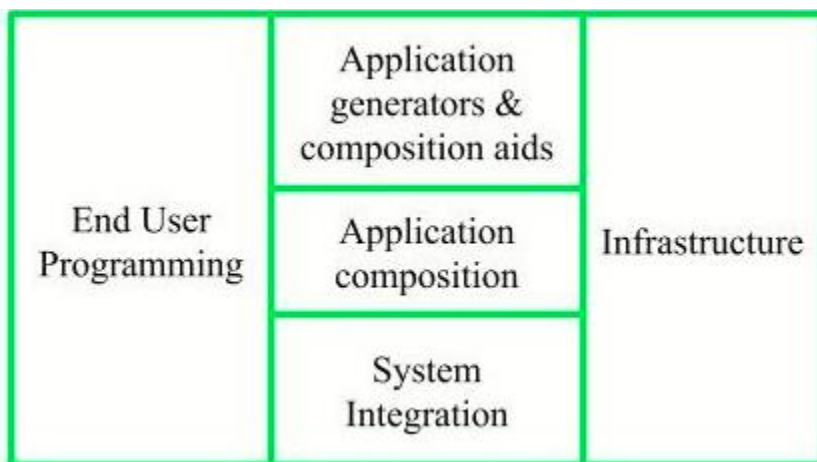 End User
Programming
Application
generators &
composition aids
Application
composition
System
Integration
Infrastructure